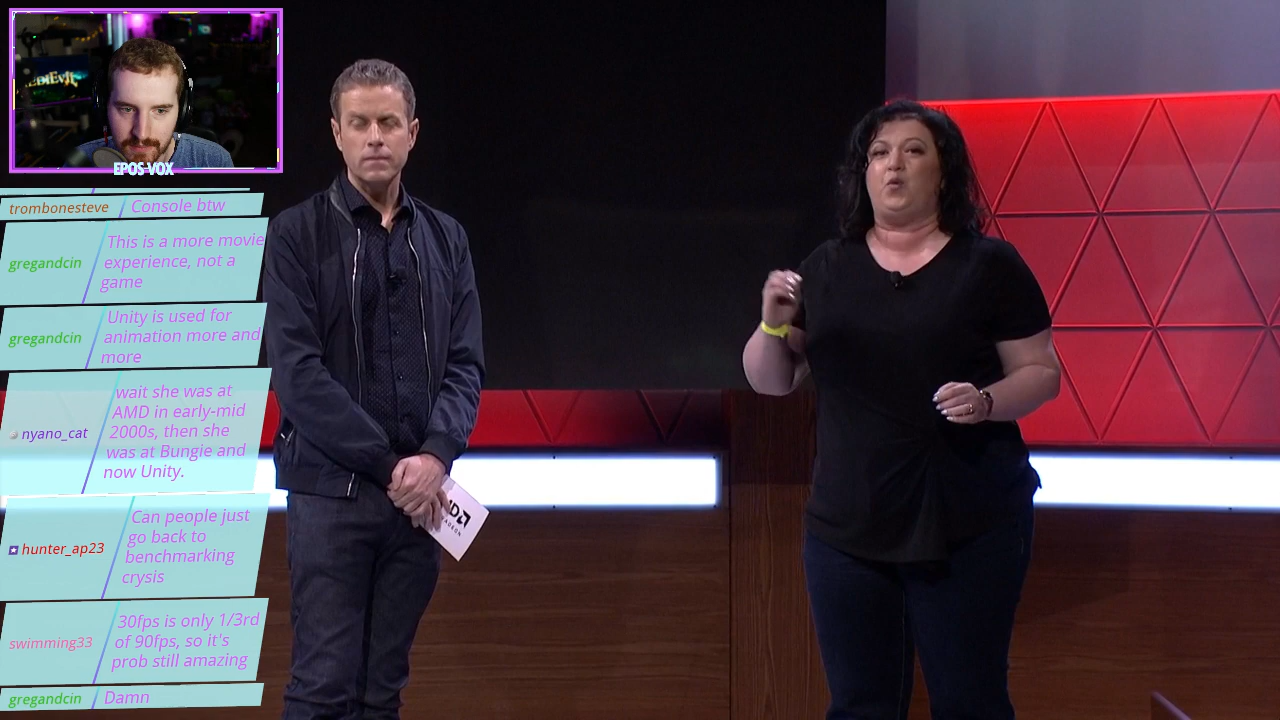 MEDIEVIL
EPOS VOX
trombonesteve
Console btw
gregandcin
This is a more movie
experience, not a
game
gregandcin
Unity is used for
animation more and
more
nyano_cat
wait she was at
AMD in early-mid
2000s, then she
was at Bungie and
now Unity.
hunter_ap23
Can people just
go back to
benchmarking
crysis
swimming33
30fps is only 1/3rd
of 90fps, so it's
prob still amazing
gregandcin
Damn